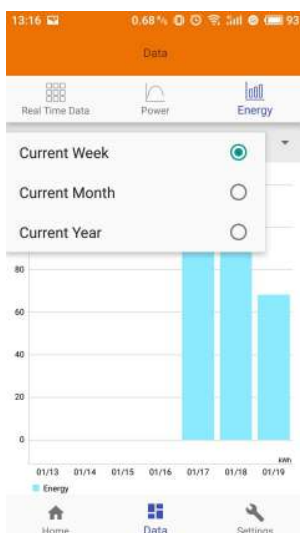 13:16 0.68 % 93
Data
Real Time Data Power Energy
Current Week
Current Month
Current Year
80
60
40
20
0
kWh
01/13 01/14 01/15 01/16 01/17 01/18 01/19
Energy
Home Data Settings